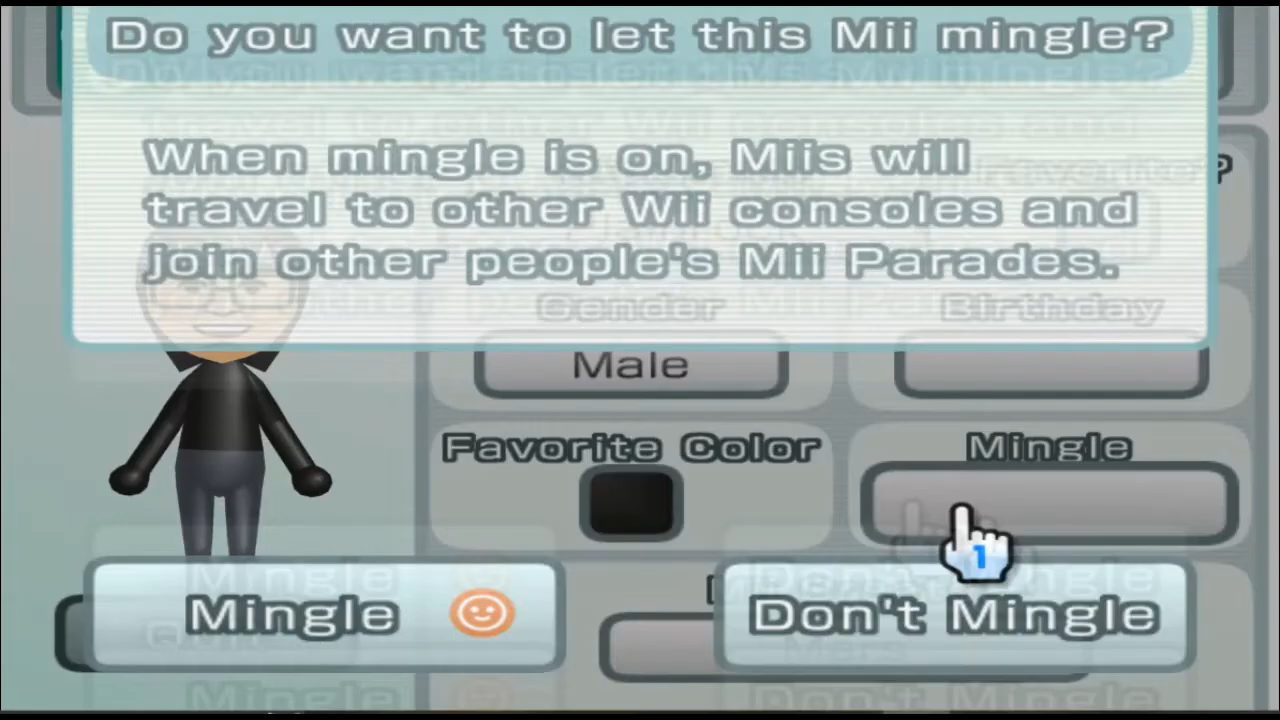 Do you want to let this Mii mingle?
When mingle is on, Miis will
travel to other Wii consoles and
join other people's Mii Parades.
Gender
Birthday
Male
Favorite Color
Mingle
1
Mingle
Don't Mingle